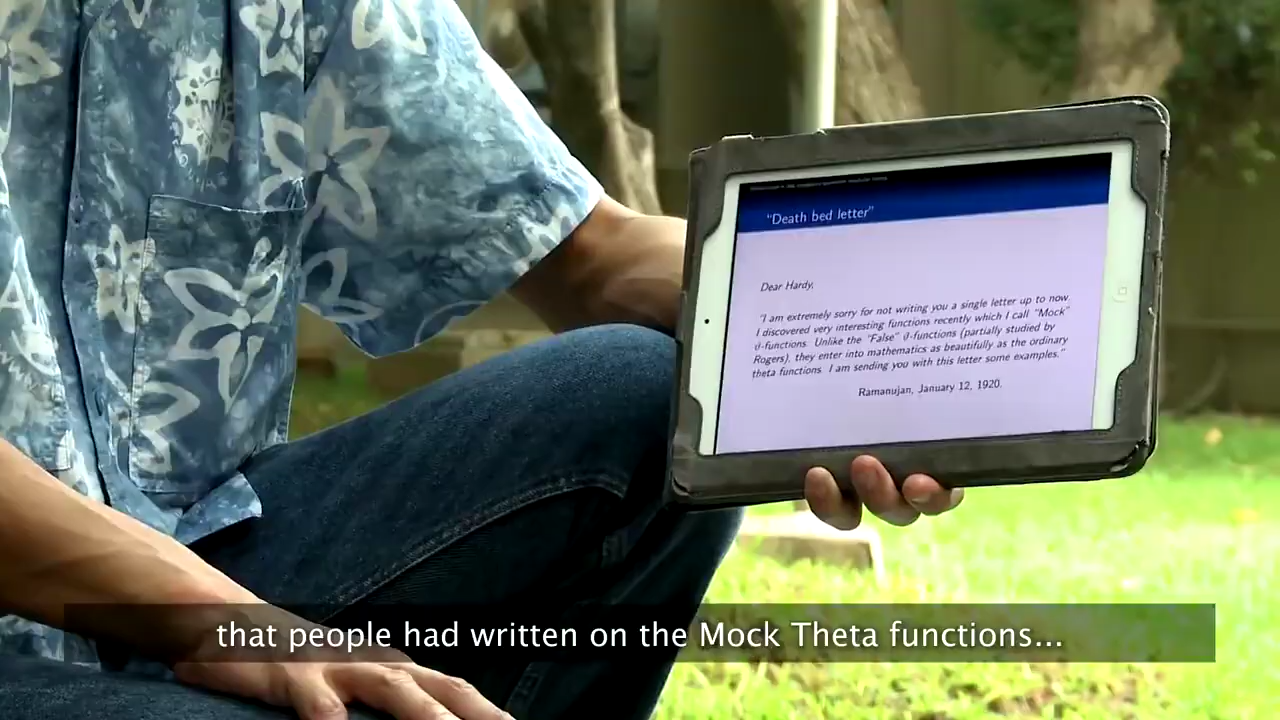 "Death bed letter"
Dear Hardy,
"I am extremely sorry for not writing you a single letter up to now.
I discovered very interesting functions recently which I call "Mock"
ϑ-functions. Unlike the "False" ϑ-functions (partially studied by
Rogers), they enter into mathematics as beautifully as the ordinary
theta functions. I am sending you with this letter some examples."
Ramanujan, January 12, 1920.
that people had written on the Mock Theta functions...